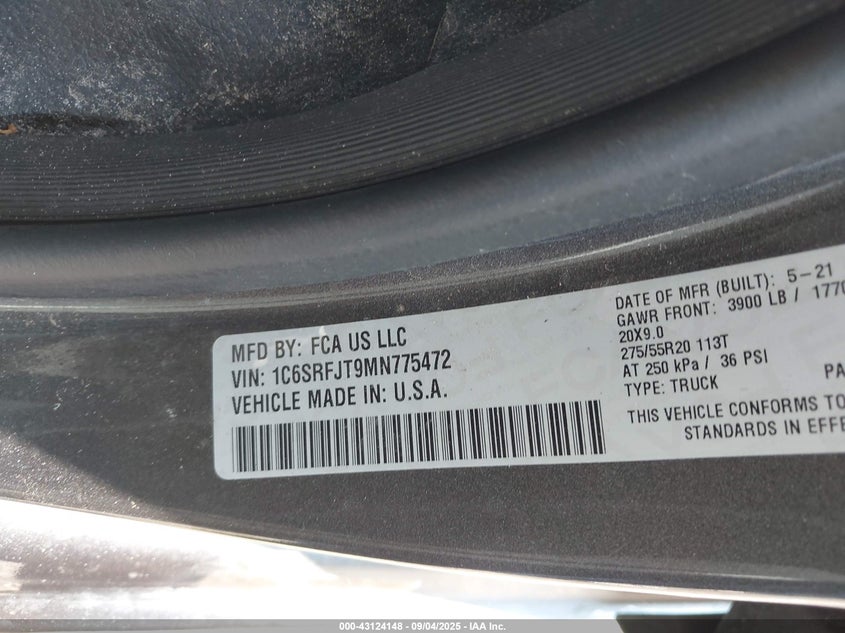 MFD BY: FCA US LLC
VIN: 1C6SRFJT9MN775472
VEHICLE MADE IN: U.S.A.
DATE OF MFR (BUILT): 5-21
GAWR FRONT: 3900 LB / 1770
20X9.0
275/55R20 113T
AT 250 kPa / 36 PSI
TYPE: TRUCK
PA
THIS VEHICLE CONFORMS TO
STANDARDS IN EFFE
000-43124148 - 09/04/2025 - IAA Inc.